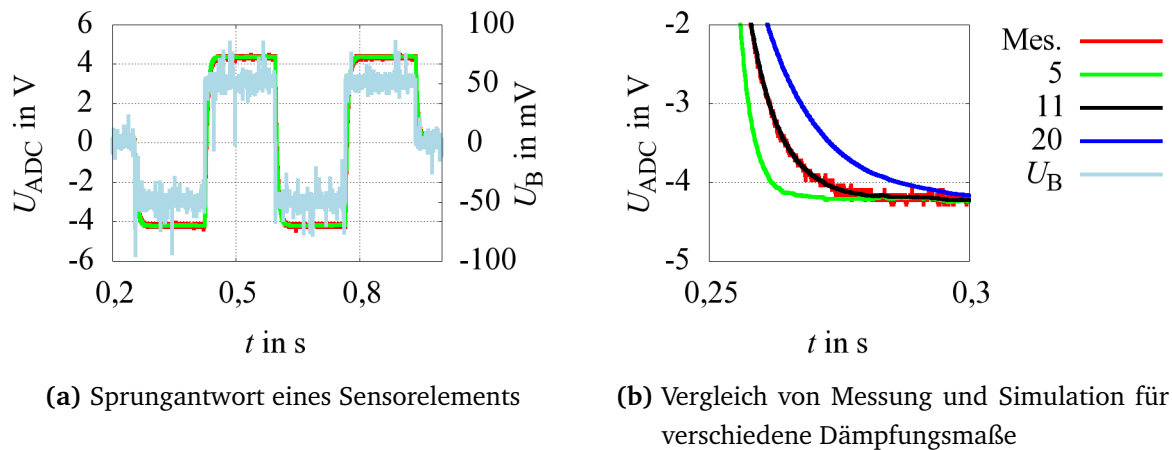 6
4
2
0
-2
-4
-6
U_ADC in V
100
50
0
-50
-100
U_B in mV
0,2
0,5
0,8
t in s
(a) Sprungantwort eines Sensorelements
-2
-3
-4
-5
U_ADC in V
0,25
0,3
t in s
Mes.
5
11
20
U_B
(b) Vergleich von Messung und Simulation für
verschiedene Dämpfungsmaße